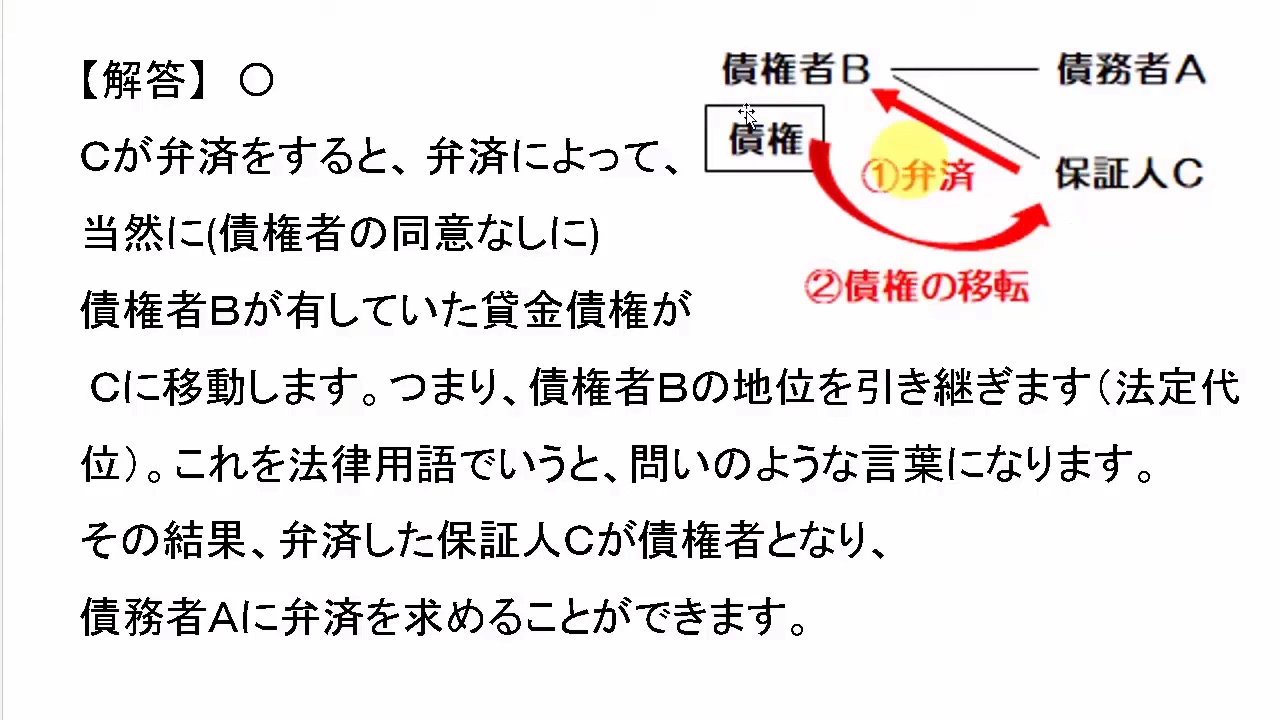 【解答】 ○
Cが弁済をすると、弁済によって、
当然に(債権者の同意なしに)
債権者Bが有していた貸金債権が
Cに移動します。つまり、債権者Bの地位を引き継ぎます(法定代
位)。これを法律用語でいうと、問いのような言葉になります。
その結果、弁済した保証人Cが債権者となり、
債務者Aに弁済を求めることができます。
債権者B
債務者A
債権
①弁済
保証人C
②債権の移転